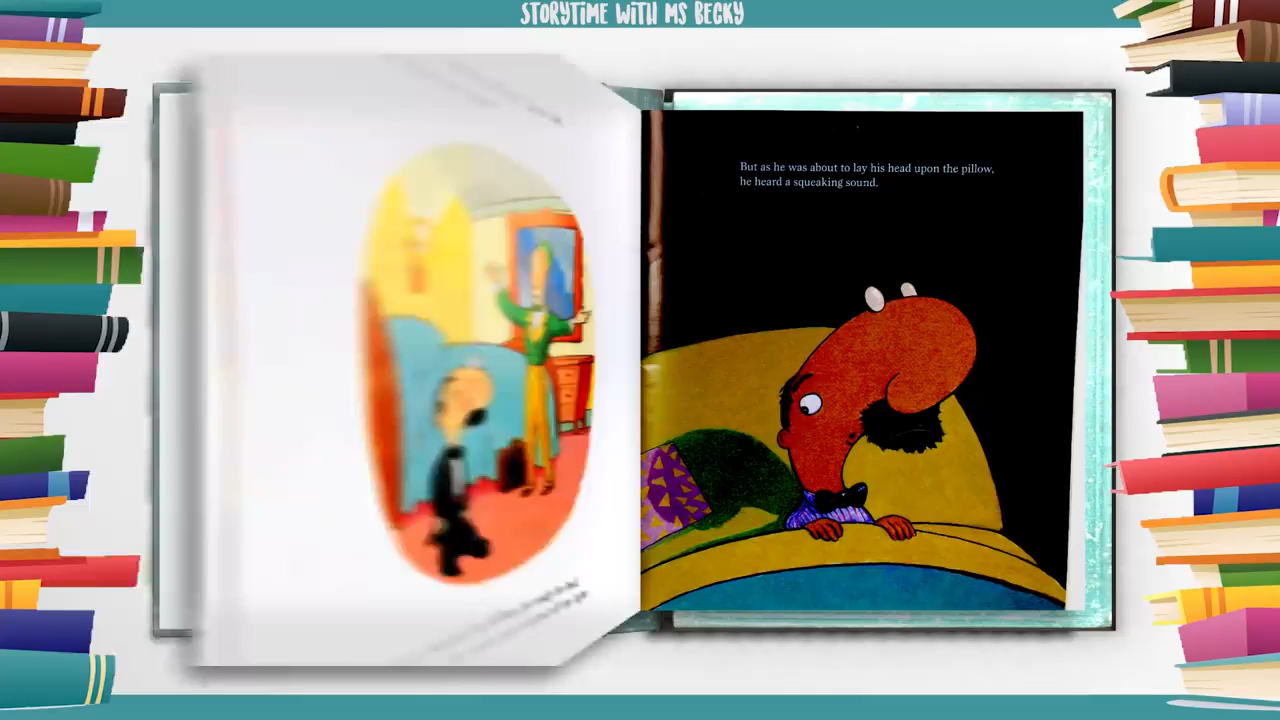 STORYTIME WITH MS BECKY
But as he was about to lay his head upon the pillow,
he heard a squeaking sound.